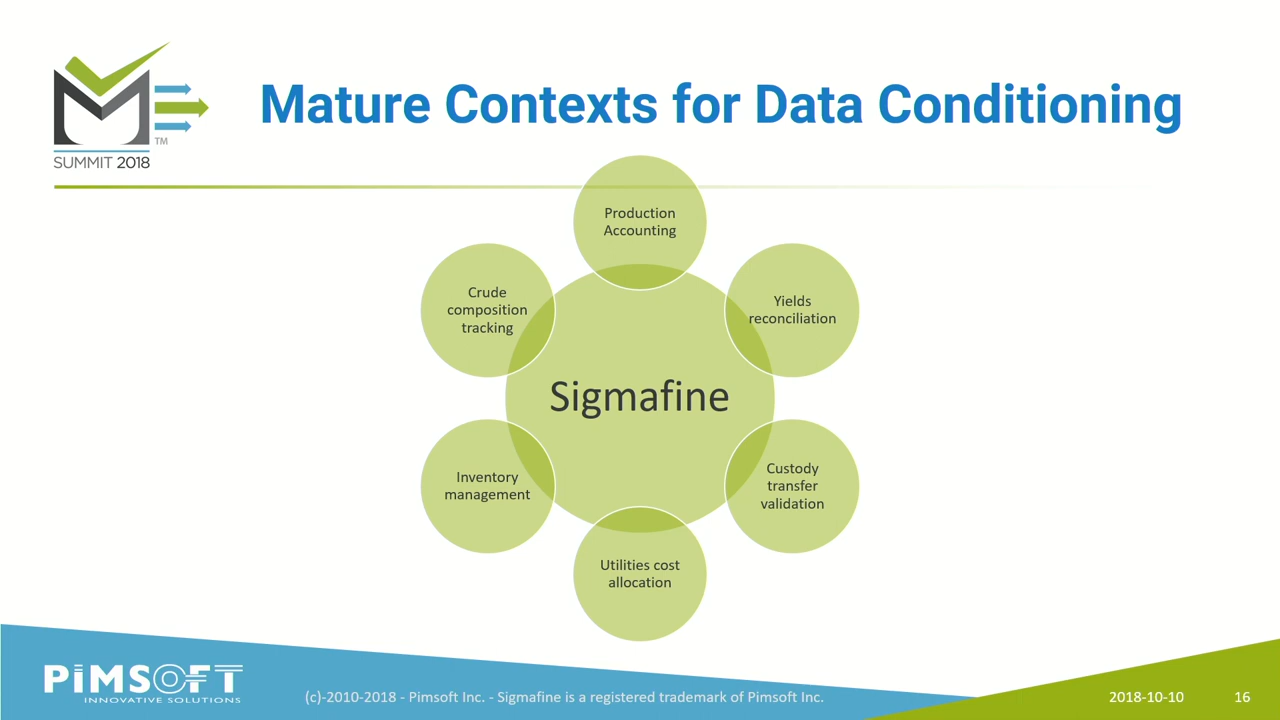 Mature Contexts for Data Conditioning
TM
SUMMIT 2018
Production
Accounting
Yields
reconciliation
Custody
transfer
validation
Utilities cost
allocation
Inventory
management
Crude
composition
tracking
Sigmafine
PiMSOFT
INNOVATIVE SOLUTIONS
(c)-2010-2018 - Pimsoft Inc. - Sigmafine is a registered trademark of Pimsoft Inc.
2018-10-10
16